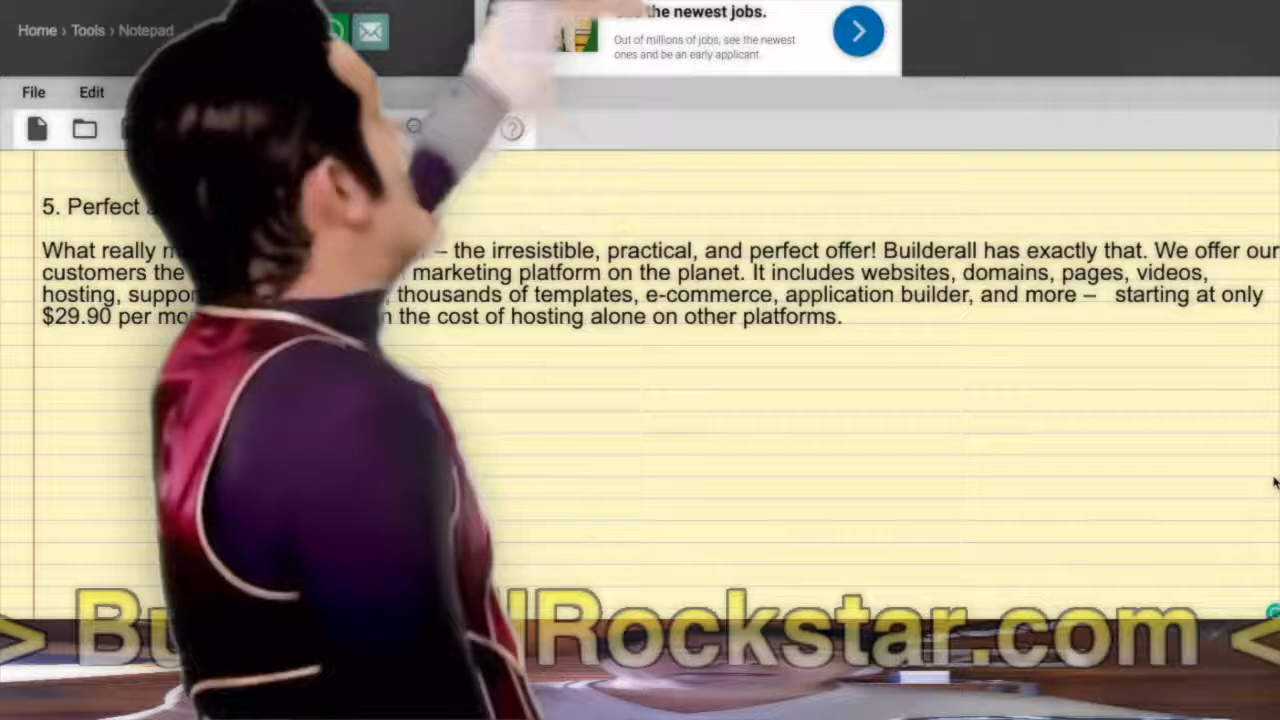 Home › Tools › Notepad
the newest jobs.
Out of millions of jobs, see the newest
ones and be an early applicant.
File Edit
5. Perfect
What really – the irresistible, practical, and perfect offer! Builderall has exactly that. We offer our
customers the marketing platform on the planet. It includes websites, domains, pages, videos,
hosting, thousands of templates, e-commerce, application builder, and more – starting at only
$29.90 per the cost of hosting alone on other platforms.
> Rockstar.com <